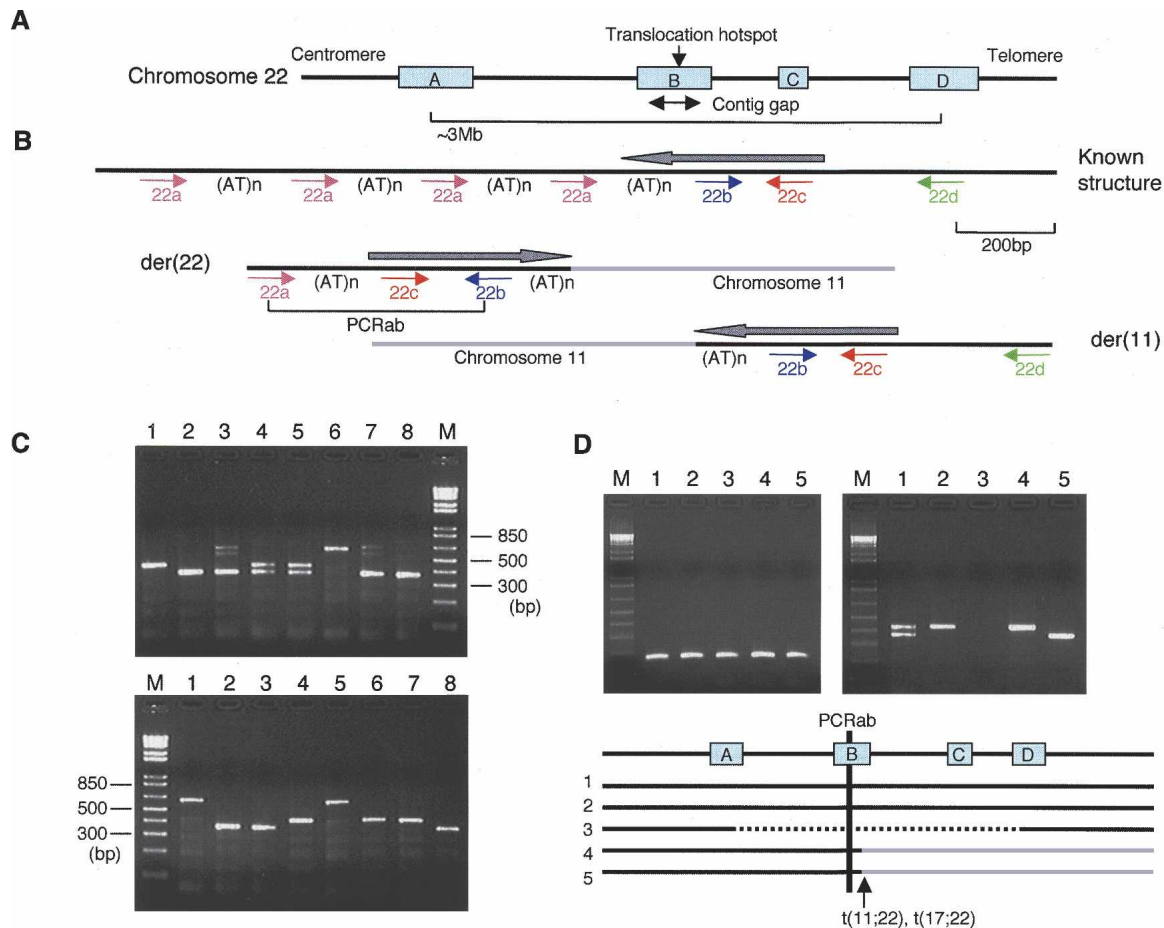 A
Centromere
Translocation hotspot
Telomere
Chromosome 22
A
B
C
D
Contig gap
~3Mb
B
Known
structure
(AT)n (AT)n (AT)n (AT)n
22a 22a 22a 22a 22b 22c 22d
200bp
der(22)
(AT)n (AT)n
22a 22c 22b
Chromosome 11
PCRab
der(11)
Chromosome 11
(AT)n
22b 22c 22d
C
1 2 3 4 5 6 7 8 M
850
500
300
(bp)
M 1 2 3 4 5 6 7 8
850
500
300
(bp)
D
M 1 2 3 4 5
M 1 2 3 4 5
PCRab
A B C D
1
2
3
4
5
t(11;22), t(17;22)